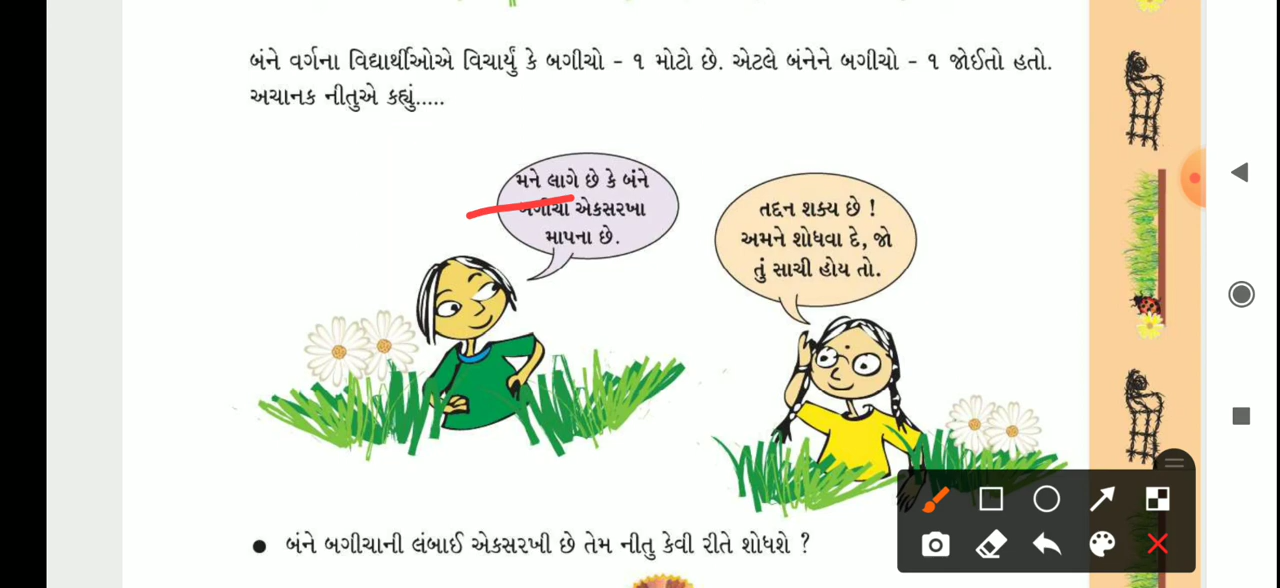 બંને વર્ગના વિદ્યાર્થીઓએ વિચાર્યું કે બગીચો - ૧ મોટો છે. એટલે બંનેને બગીચો - ૧ જોઈતો હતો.
અચાનક નીતુએ કહ્યું.....
મને લાગે છે કે બંને
બગીચા એકસરખા
માપના છે.
તદ્દન શક્ય છે !
અમને શોધવા દે, જો
તું સાચી હોય તો.
● બંને બગીચાની લંબાઈ એકસરખી છે તેમ નીતુ કેવી રીતે શોધશે ?